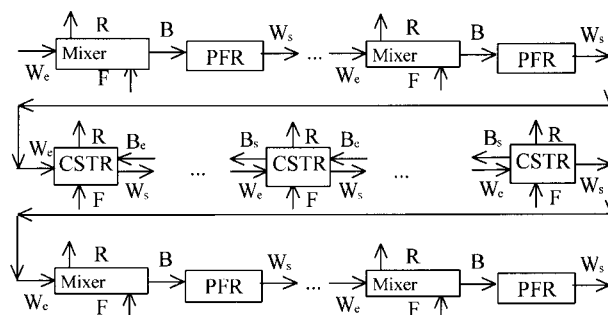 R B W_s R B W_s
Mixer PFR ... Mixer PFR
W_e F W_e F
W_e R B_e B_s R B_e B_s R
CSTR ... CSTR ... CSTR
F W_s W_e F W_s W_e F W_s
R B W_s R B W_s
Mixer PFR ... Mixer PFR
W_e F W_e F